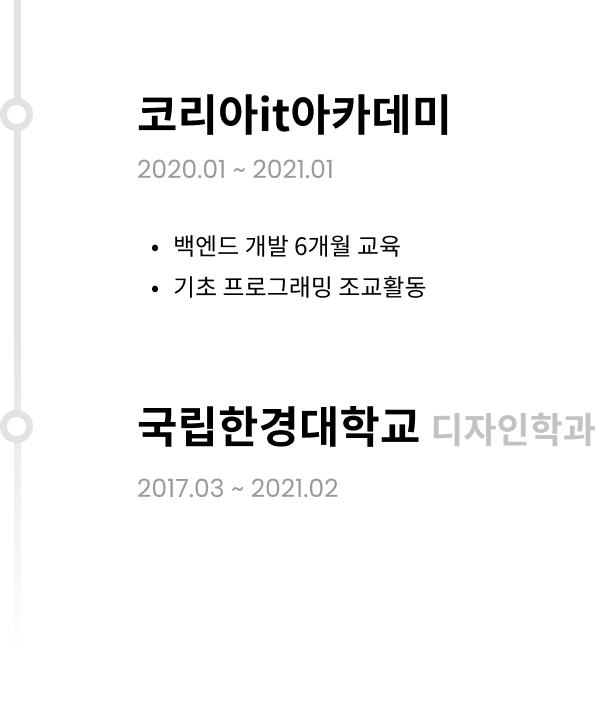 코리아it아카데미
2020.01 ~ 2021.01
• 백엔드 개발 6개월 교육
• 기초 프로그래밍 조교활동
국립한경대학교 디자인학과
2017.03 ~ 2021.02